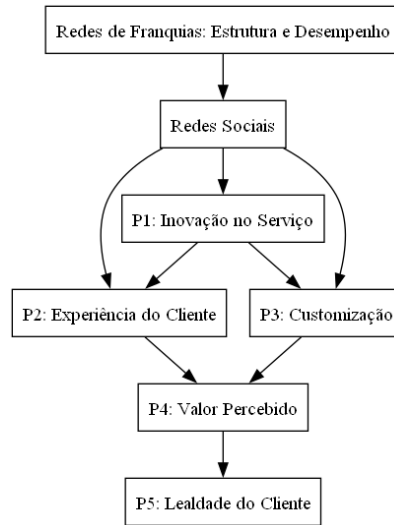 Redes de Franquias: Estrutura e Desempenho
Redes Sociais
P1: Inovação no Serviço
P2: Experiência do Cliente
P3: Customização
P4: Valor Percebido
P5: Lealdade do Cliente